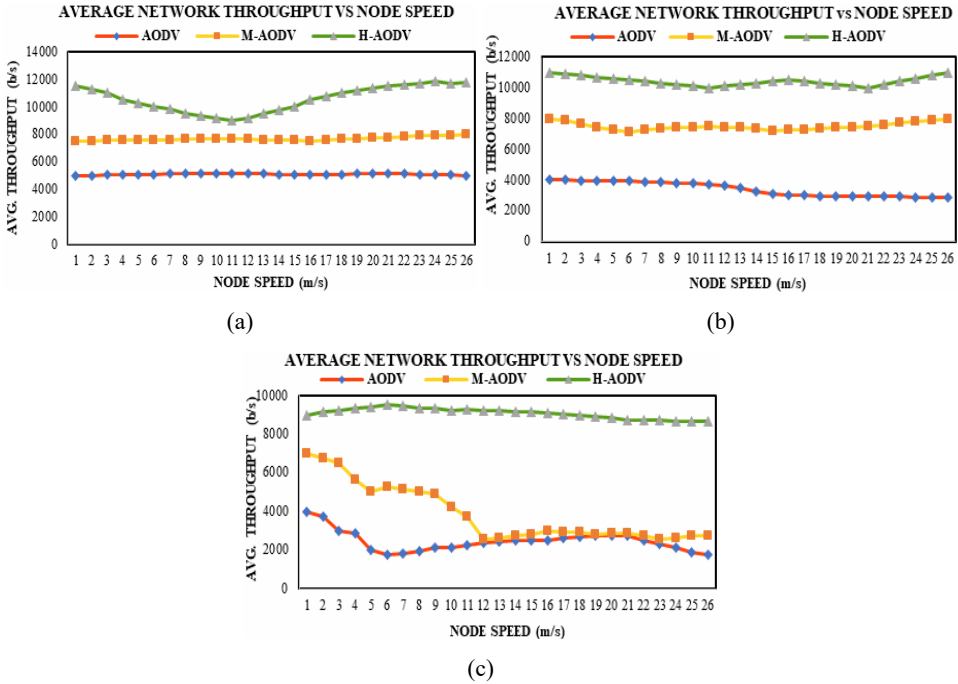 AVERAGE NETWORK THROUGHPUT VS NODE SPEED
AODV M-AODV H-AODV
AVG. THROUGHPUT (b/s)
14000
12000
10000
8000
6000
4000
2000
0
1 2 3 4 5 6 7 8 9 10 11 12 13 14 15 16 17 18 19 20 21 22 23 24 25 26
NODE SPEED (m/s)
(a)
AVERAGE NETWORK THROUGHPUT vs NODE SPEED
AODV M-AODV H-AODV
AVG. THROUGHPUT (b/s)
12000
10000
8000
6000
4000
2000
0
1 2 3 4 5 6 7 8 9 10 11 12 13 14 15 16 17 18 19 20 21 22 23 24 25 26
NODE SPEED (m/s)
(b)
AVERAGE NETWORK THROUGHPUT VS NODE SPEED
AODV M-AODV H-AODV
AVG. THROUGHPUT (b/s)
10000
8000
6000
4000
2000
0
1 2 3 4 5 6 7 8 9 10 11 12 13 14 15 16 17 18 19 20 21 22 23 24 25 26
NODE SPEED (m/s)
(c)